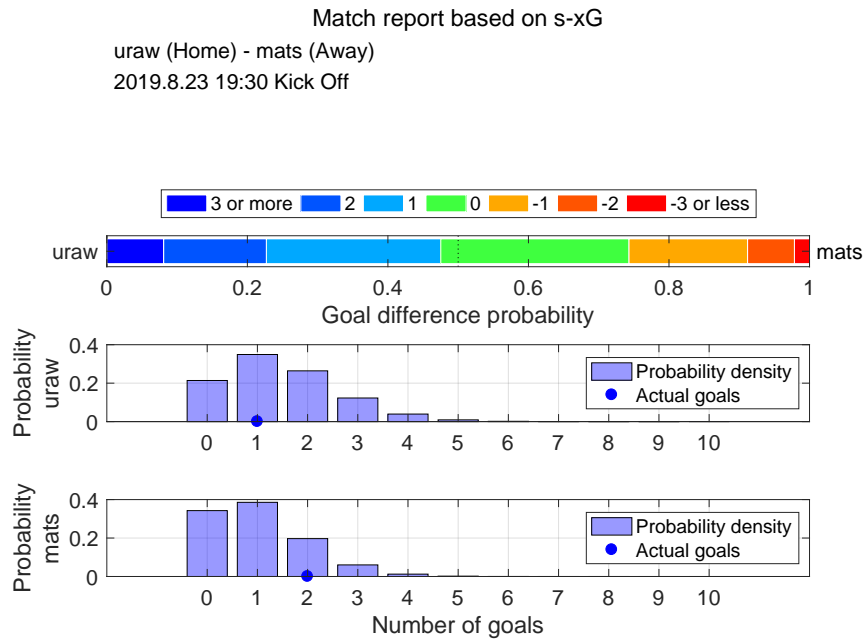 Match report based on s-xG
uraw (Home) - mats (Away)
2019.8.23 19:30 Kick Off
3 or more 2 1 0 -1 -2 -3 or less
uraw mats
0 0.2 0.4 0.6 0.8 1
Goal difference probability
Probability
uraw
0.4
0.2
0
Probability density
Actual goals
0 1 2 3 4 5 6 7 8 9 10
Probability
mats
0.4
0.2
0
Probability density
Actual goals
0 1 2 3 4 5 6 7 8 9 10
Number of goals